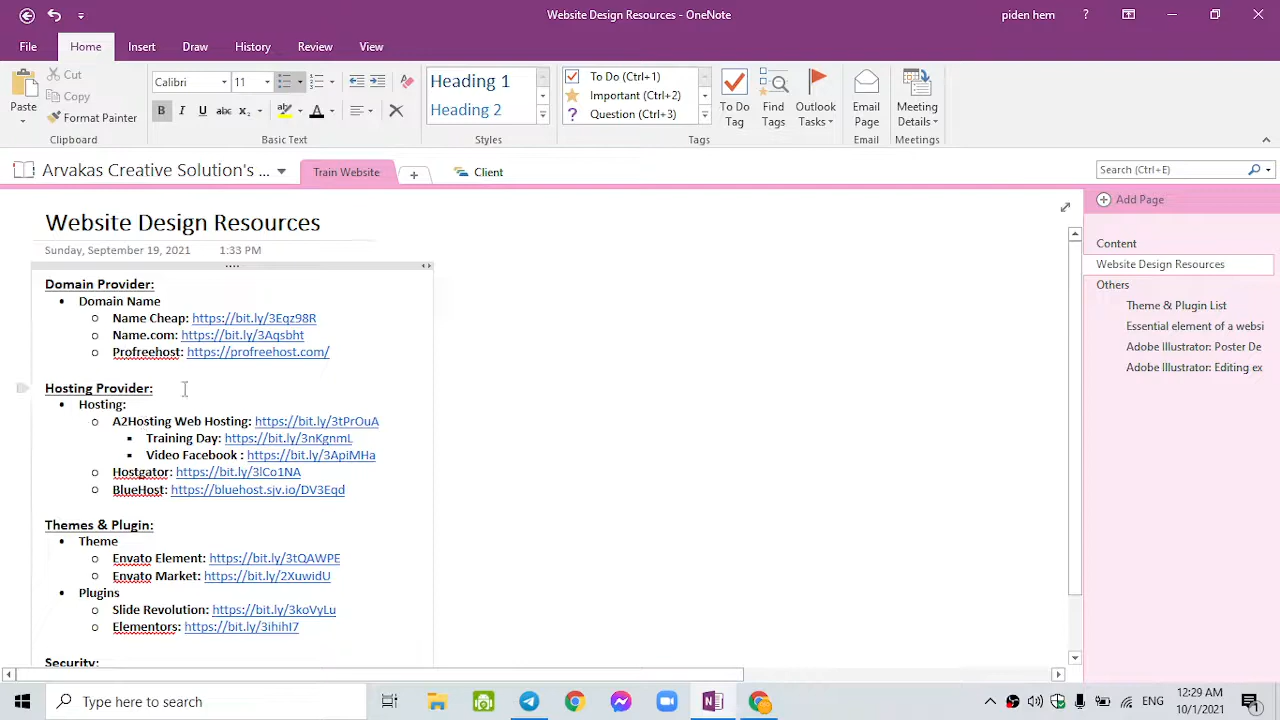 Website Design Resources - OneNote
piden hern
?
File
Home
Insert
Draw
History
Review
View
Paste
Cut
Copy
Format Painter
Clipboard
Calibri
11
B I U abc x₂
A
Basic Text
Heading 1
Heading 2
Styles
To Do (Ctrl+1)
Important (Ctrl+2)
? Question (Ctrl+3)
To Do Tag
Find Tags
Outlook Tasks
Tags
Email Page
Email
Meeting Details
Meetings
Arvakas Creative Solution's ...
Train Website
+
Client
Search (Ctrl+E)
Website Design Resources
Sunday, September 19, 2021 1:33 PM
Domain Provider:
• Domain Name
o Name Cheap: https://bit.ly/3Eqz98R
o Name.com: https://bit.ly/3Aqsbht
o Profreehost: https://profreehost.com/
Hosting Provider:
• Hosting:
o A2Hosting Web Hosting: https://bit.ly/3tPrOuA
▪ Training Day: https://bit.ly/3nKgnmL
▪ Video Facebook : https://bit.ly/3ApiMHa
o Hostgator: https://bit.ly/3lCo1NA
o BlueHost: https://bluehost.sjv.io/DV3Eqd
Themes & Plugin:
• Theme
o Envato Element: https://bit.ly/3tQAWPE
o Envato Market: https://bit.ly/2XuwidU
• Plugins
o Slide Revolution: https://bit.ly/3koVyLu
o Elementors: https://bit.ly/3ihihI7
Security:
Add Page
Content
Website Design Resources
Others
Theme & Plugin List
Essential element of a websi
Adobe Illustrator: Poster De
Adobe Illustrator: Editing ex
Type here to search
ENG
12:29 AM
10/1/2021
1